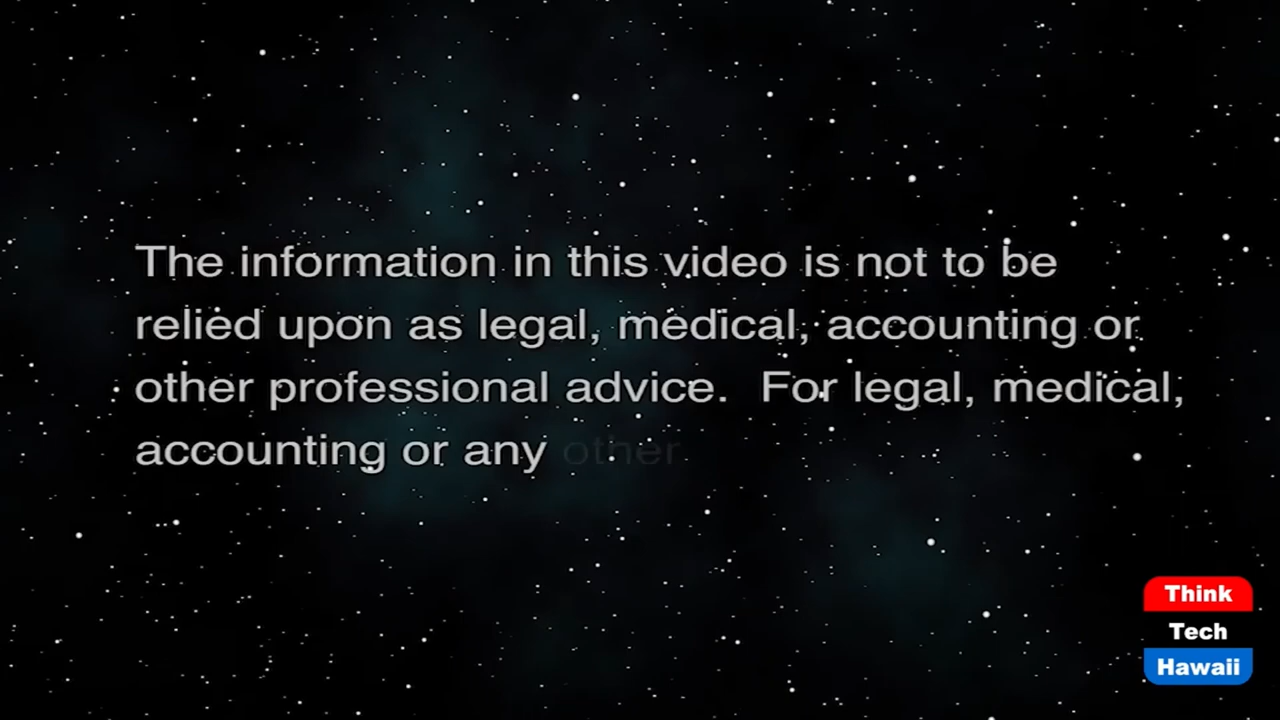 The information in this video is not to be
relied upon as legal, medical, accounting or
other professional advice.  For legal, medical,
accounting or any other
Think
Tech
Hawaii